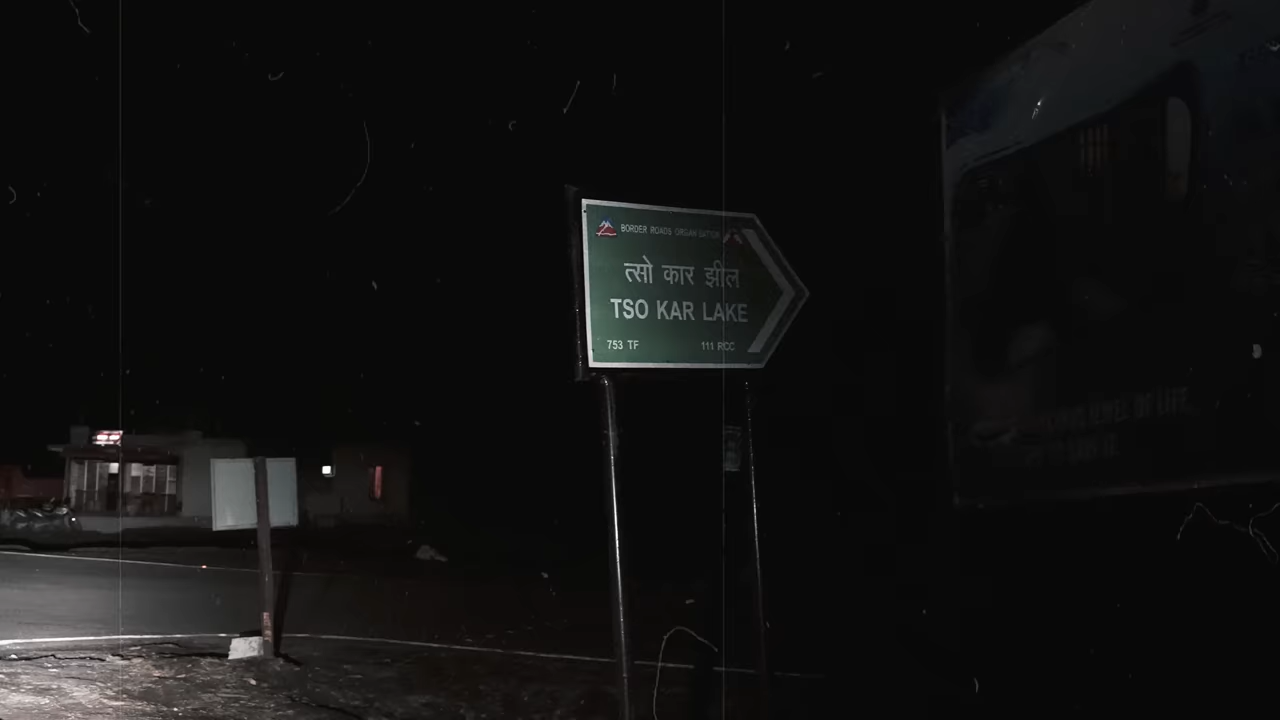 BORDER ROADS ORGANISATION
त्सो कार झील
TSO KAR LAKE
753 TF 111 RCC